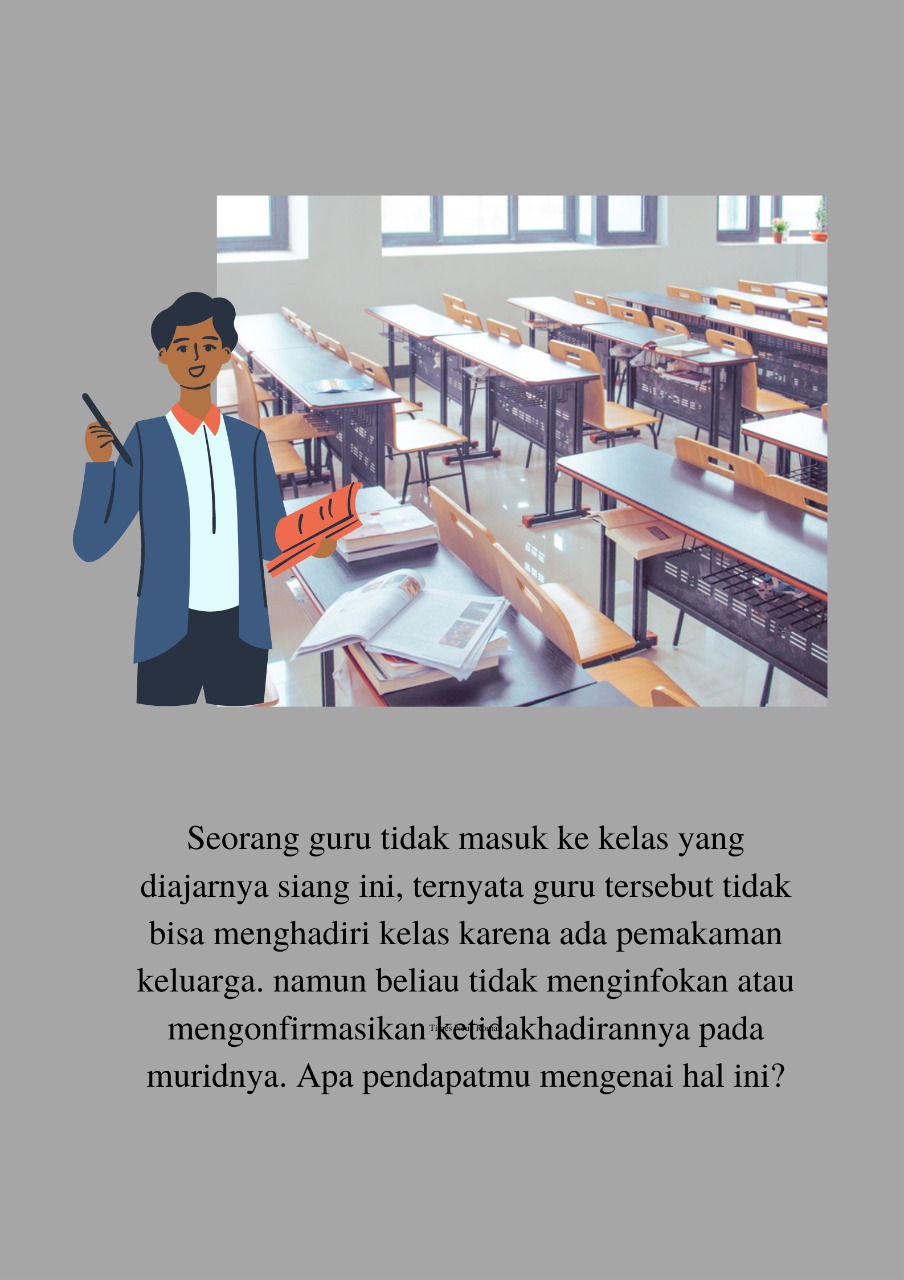 Seorang guru tidak masuk ke kelas yang
diajarnya siang ini, ternyata guru tersebut tidak
bisa menghadiri kelas karena ada pemakaman
keluarga. namun beliau tidak menginfokan atau
mengonfirmasikan ketidakhadirannya pada
muridnya. Apa pendapatmu mengenai hal ini?